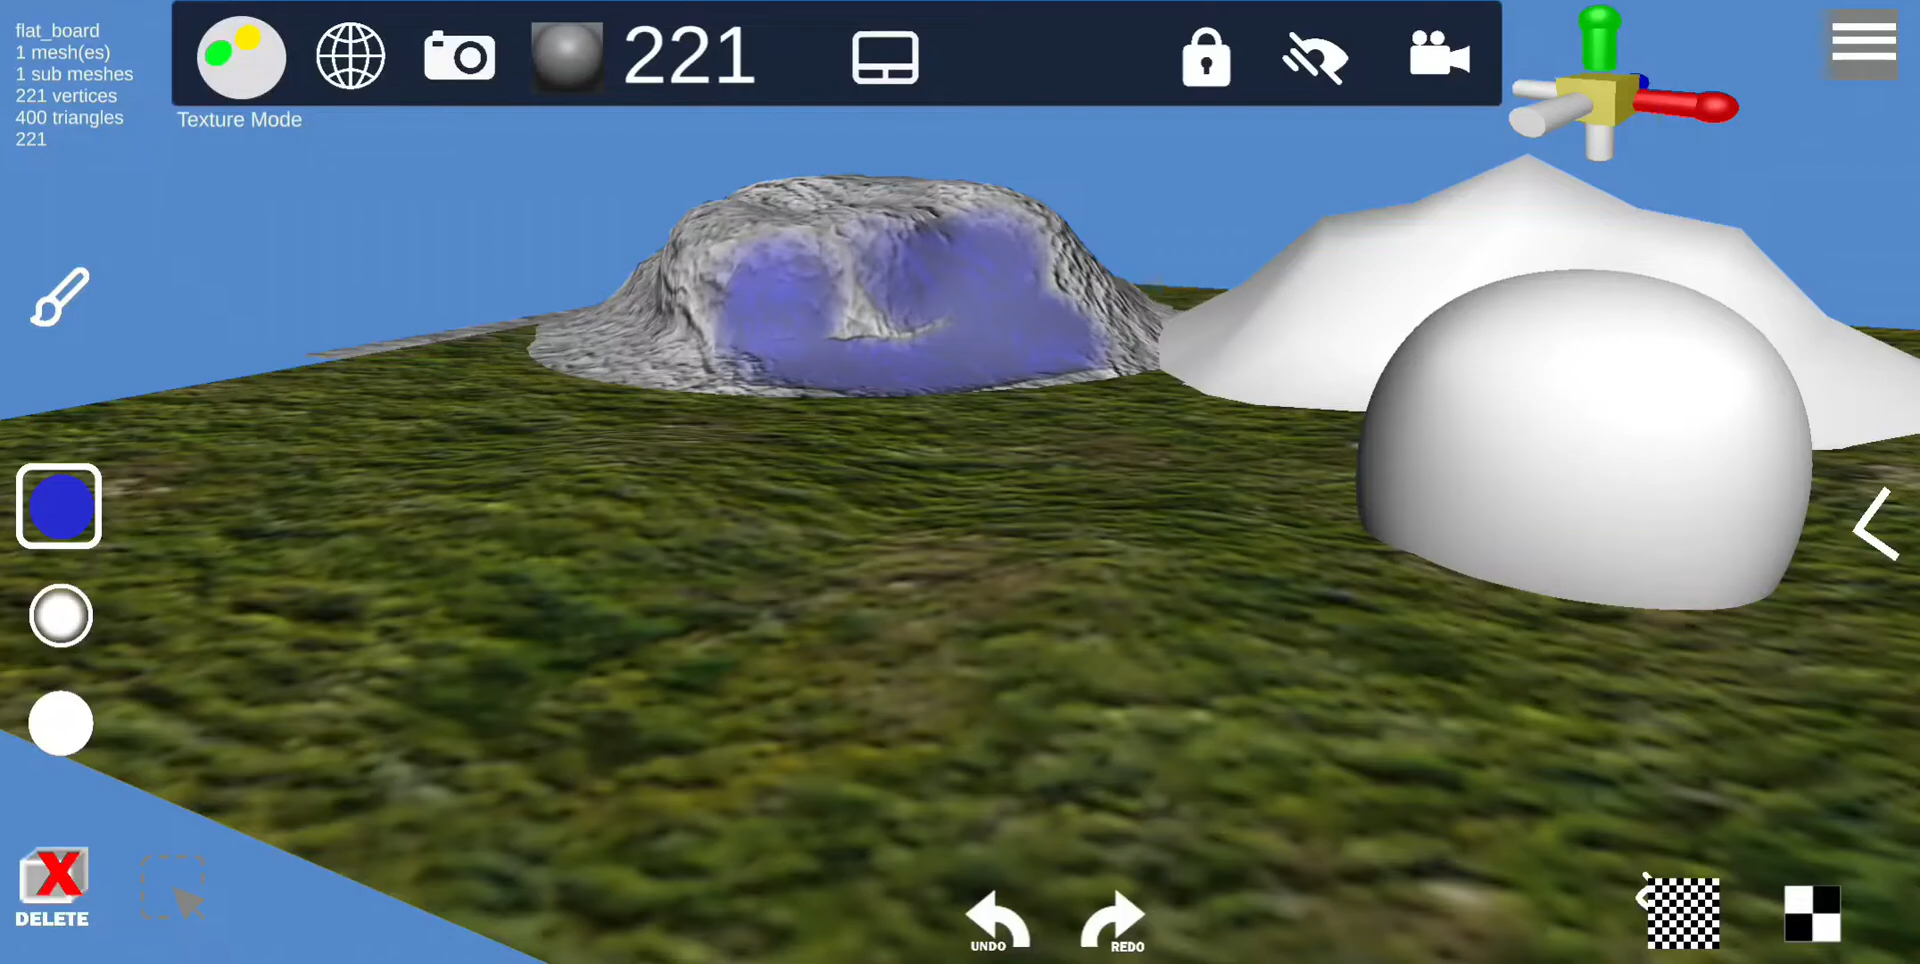 flat_board
1 mesh(es)
1 sub meshes
221 vertices
400 triangles
221
221
Texture Mode
X
DELETE
UNDO
REDO